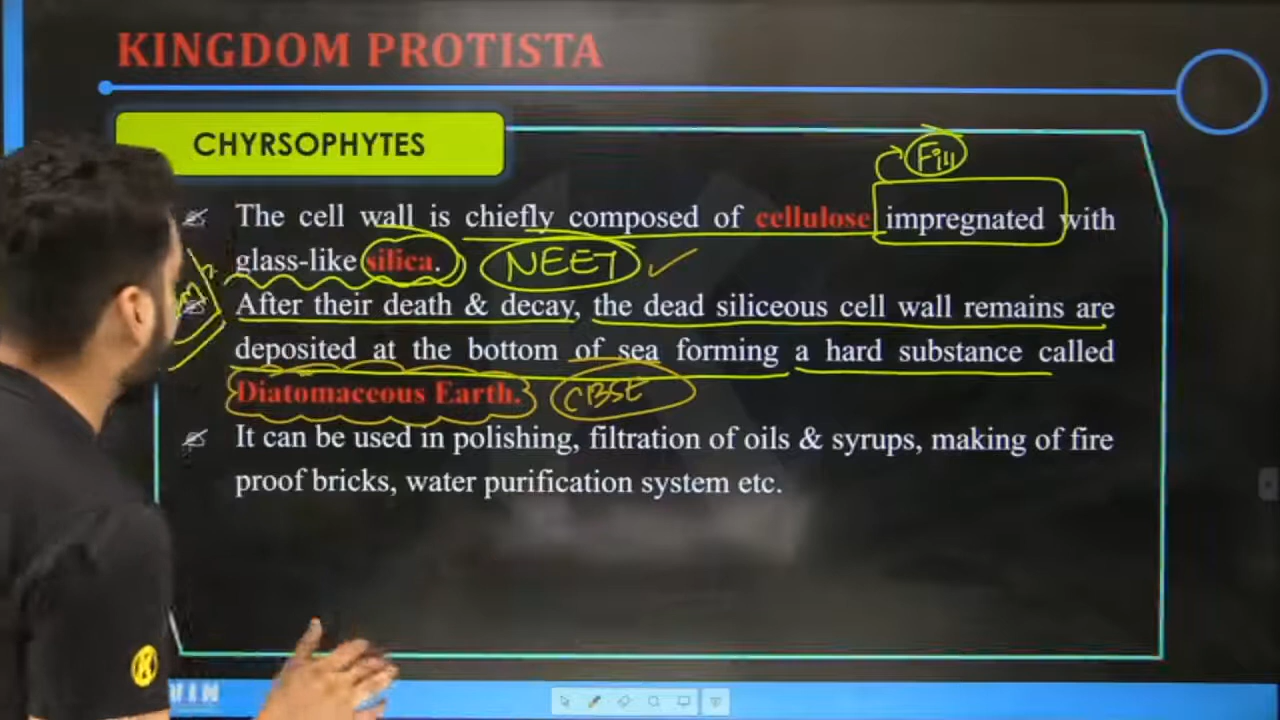 KINGDOM PROTISTA
CHYRSOPHYTES
Fill
The cell wall is chiefly composed of cellulose impregnated with
glass-like silica. NEET
After their death & decay, the dead siliceous cell wall remains are
deposited at the bottom of sea forming a hard substance called
Diatomaceous Earth. CBSE
It can be used in polishing, filtration of oils & syrups, making of fire
proof bricks, water purification system etc.
K